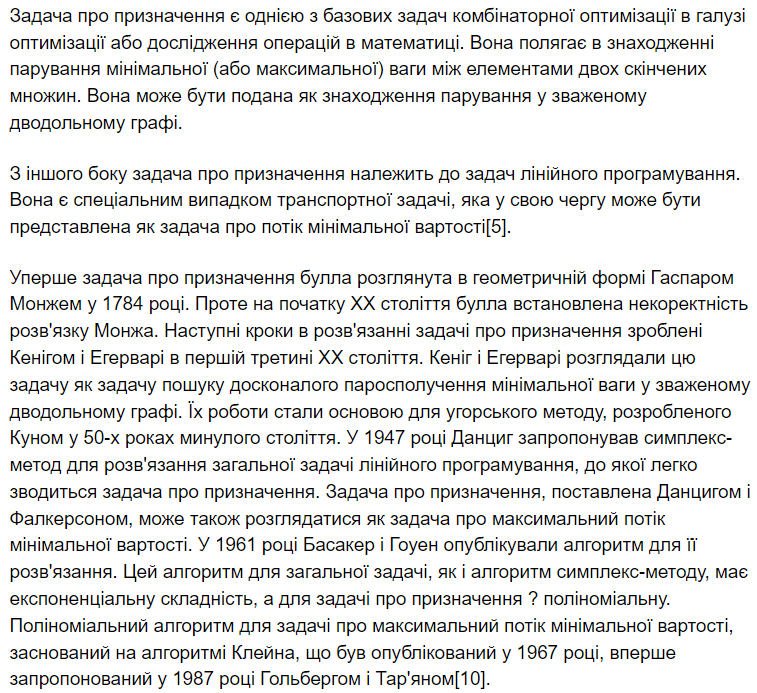 Задача про призначення є однією з базових задач комбінаторної оптимізації в галузі
оптимізації або дослідження операцій в математиці. Вона полягає в знаходженні
парування мінімальної (або максимальної) ваги між елементами двох скінчених
множин. Вона може бути подана як знаходження парування у зваженому
дводольному графі.
З іншого боку задача про призначення належить до задач лінійного програмування.
Вона є спеціальним випадком транспортної задачі, яка у свою чергу може бути
представлена як задача про потік мінімальної вартості[5].
Уперше задача про призначення булла розглянута в геометричній формі Гаспаром
Монжем у 1784 році. Проте на початку XX століття булла встановлена некоректність
розв'язку Монжа. Наступні кроки в розв'язанні задачі про призначення зроблені
Кенігом і Егерварі в першій третині XX століття. Кеніг і Егерварі розглядали цю
задачу як задачу пошуку досконалого паросполучення мінімальної ваги у зваженому
дводольному графі. Їх роботи стали основою для угорського методу, розробленого
Куном у 50-х роках минулого століття. У 1947 році Данциг запропонував симплекс-
метод для розв'язання загальної задачі лінійного програмування, до якої легко
зводиться задача про призначення. Задача про призначення, поставлена Данцигом і
Фалкерсоном, може також розглядатися як задача про максимальний потік
мінімальної вартості. У 1961 році Басакер і Гоуен опублікували алгоритм для її
розв'язання. Цей алгоритм для загальної задачі, як і алгоритм симплекс-методу, має
експоненціальну складність, а для задачі про призначення ? поліноміальну.
Поліноміальний алгоритм для задачі про максимальний потік мінімальної вартості,
заснований на алгоритмі Клейна, що був опублікований у 1967 році, вперше
запропонований у 1987 році Гольбергом і Тар'яном[10].